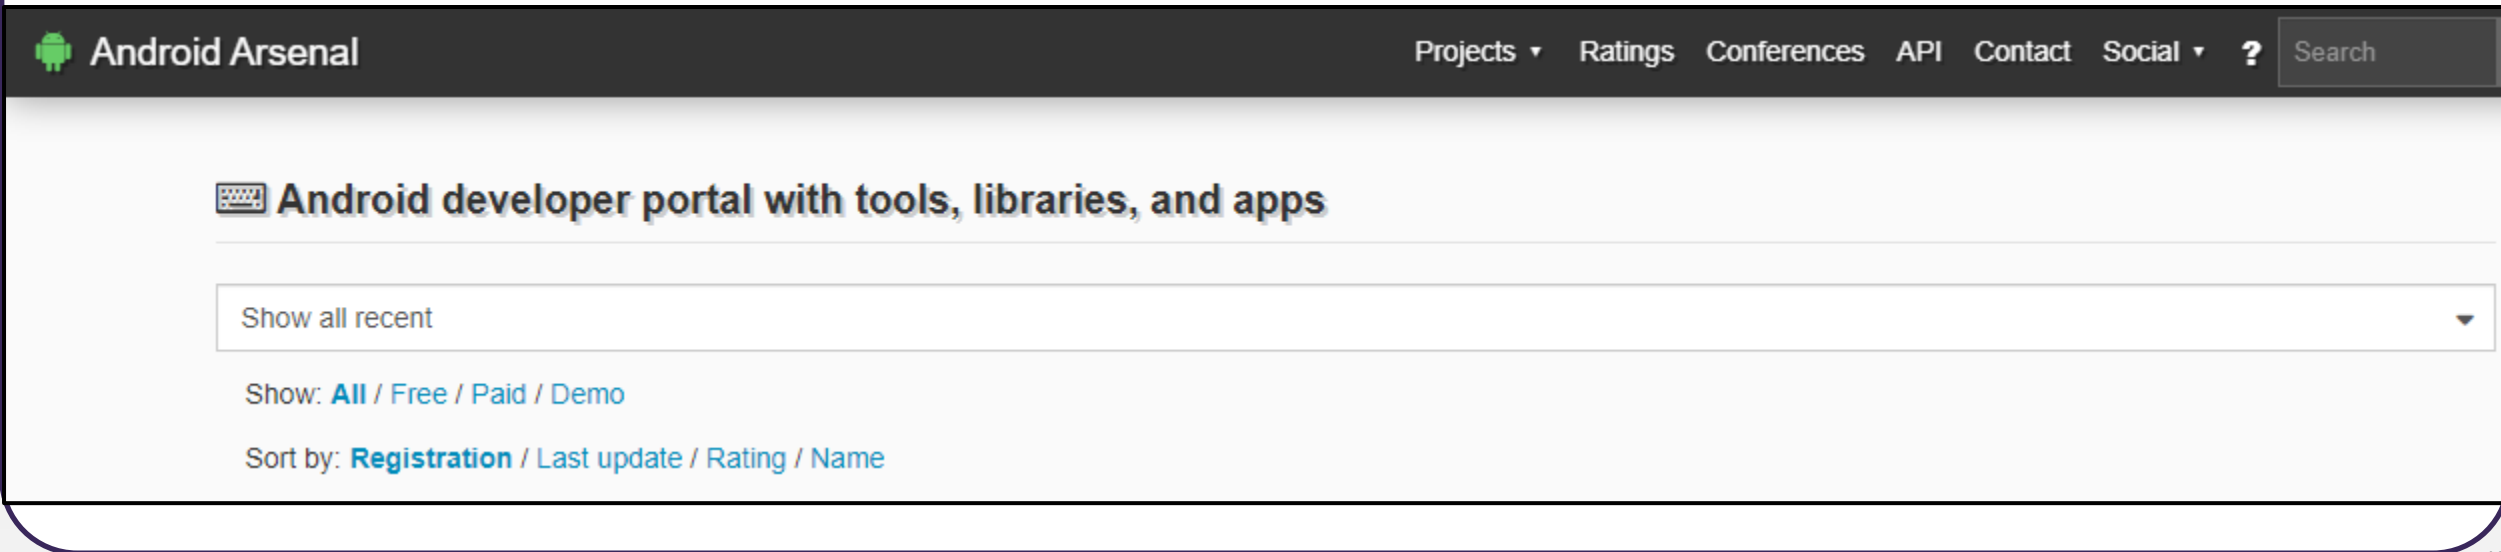 Android Arsenal Projects ▾ Ratings Conferences API Contact Social ▾ ? Search
Android developer portal with tools, libraries, and apps
Show all recent
Show: All / Free / Paid / Demo
Sort by: Registration / Last update / Rating / Name